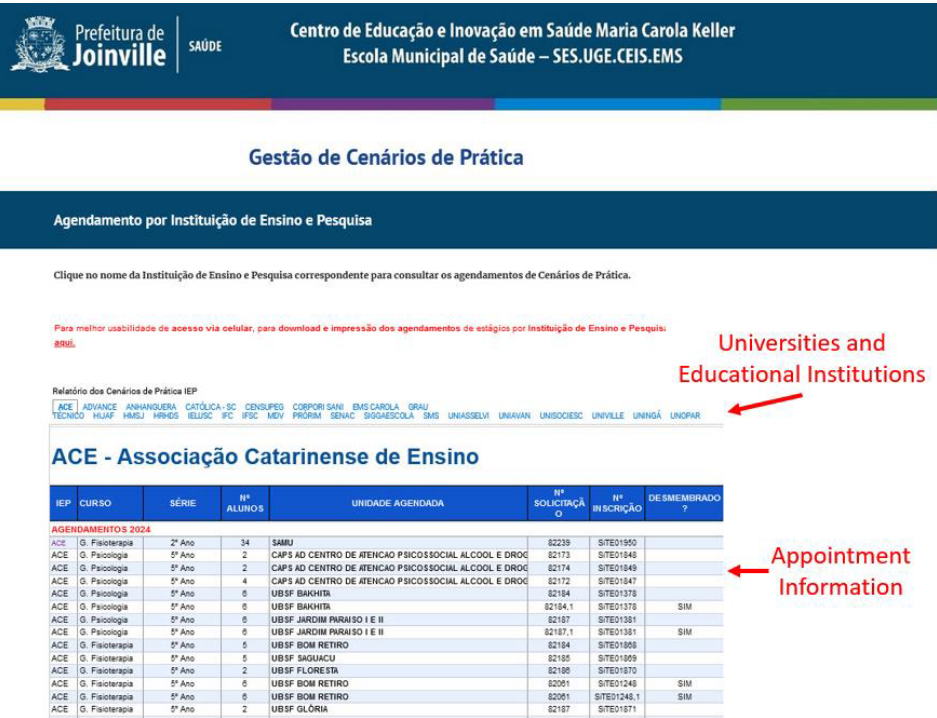 Prefeitura de
Joinville
SAÚDE
Centro de Educação e Inovação em Saúde Maria Carola Keller
Escola Municipal de Saúde – SES.UGE.CEIS.EMS
Gestão de Cenários de Prática
Agendamento por Instituição de Ensino e Pesquisa
Clique no nome da Instituição de Ensino e Pesquisa correspondente para consultar os agendamentos de Cenários de Prática.
Para melhor usabilidade de acesso via celular, para download e impressão dos agendamentos de estágios por Instituição de Ensino e Pesquisa
aqui.
Universities and
Educational Institutions
Relatório dos Cenários de Prática IEP
ACE ADVANCE ANHANGUERA CATÓLICA - SC CENSUPEG CORPORI SANI EMS CAROLA GRAU
TÉCNICO HIJAF HMSJ HRHDS IELUSC IFC IFSC MDV PRÓRIM SENAC SIGGAESCOLA SMS UNIASSELVI UNIAVAN UNISOCIESC UNIVILLE UNINGÁ UNOPAR
ACE - Associação Catarinense de Ensino
IEP CURSO SÉRIE Nº ALUNOS UNIDADE AGENDADA Nº SOLICITAÇÃO Nº INSCRIÇÃO DESMEMBRADO ?
AGENDAMENTOS 2024
ACE G. Fisioterapia 2º Ano 34 SAMU 82239 SITE01950
ACE G. Psicologia 5º Ano 2 CAPS AD CENTRO DE ATENCAO PSICOSSOCIAL ALCOOL E DROG 82173 SITE01848
ACE G. Psicologia 5º Ano 2 CAPS AD CENTRO DE ATENCAO PSICOSSOCIAL ALCOOL E DROG 82174 SITE01849
ACE G. Psicologia 5º Ano 4 CAPS AD CENTRO DE ATENCAO PSICOSSOCIAL ALCOOL E DROG 82172 SITE01847
ACE G. Psicologia 5º Ano 6 UBSF BAKHITA 82184 SITE01378
ACE G. Psicologia 5º Ano 6 UBSF BAKHITA 82184,1 SITE01378 SIM
ACE G. Psicologia 5º Ano 6 UBSF JARDIM PARAISO I E II 82187 SITE01381
ACE G. Psicologia 5º Ano 6 UBSF JARDIM PARAISO I E II 82187,1 SITE01381 SIM
ACE G. Fisioterapia 5º Ano 5 UBSF BOM RETIRO 82184 SITE01868
ACE G. Fisioterapia 5º Ano 5 UBSF SAGUACU 82185 SITE01869
ACE G. Fisioterapia 5º Ano 2 UBSF FLORESTA 82186 SITE01870
ACE G. Fisioterapia 5º Ano 6 UBSF BOM RETIRO 82061 SITE01248 SIM
ACE G. Fisioterapia 5º Ano 6 UBSF BOM RETIRO 82061 SITE01248,1 SIM
ACE G. Fisioterapia 5º Ano 2 UBSF GLÓRIA 82187 SITE01871
Appointment
Information